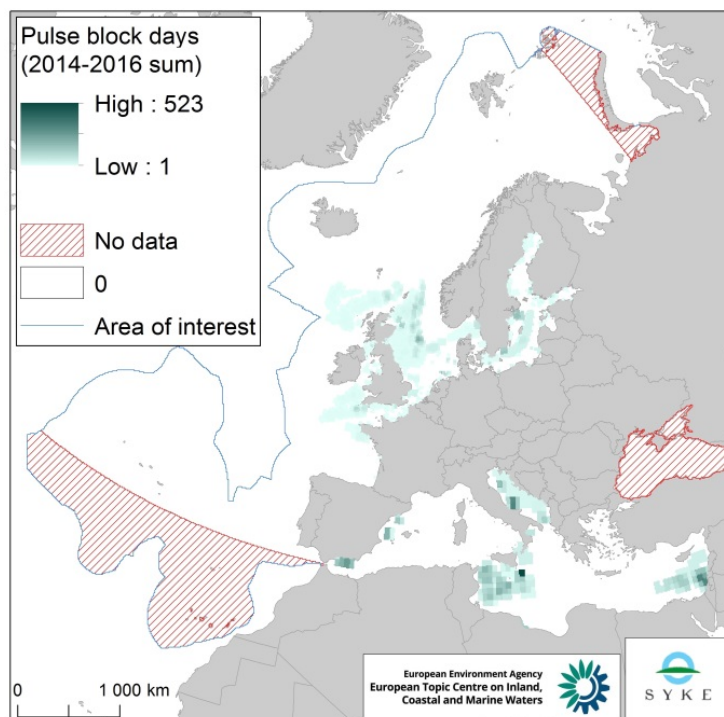 Pulse block days
(2014-2016 sum)
High : 523
Low : 1
No data
0
Area of interest
0
1 000 km
European Environment Agency
European Topic Centre on Inland,
Coastal and Marine Waters
SYKE